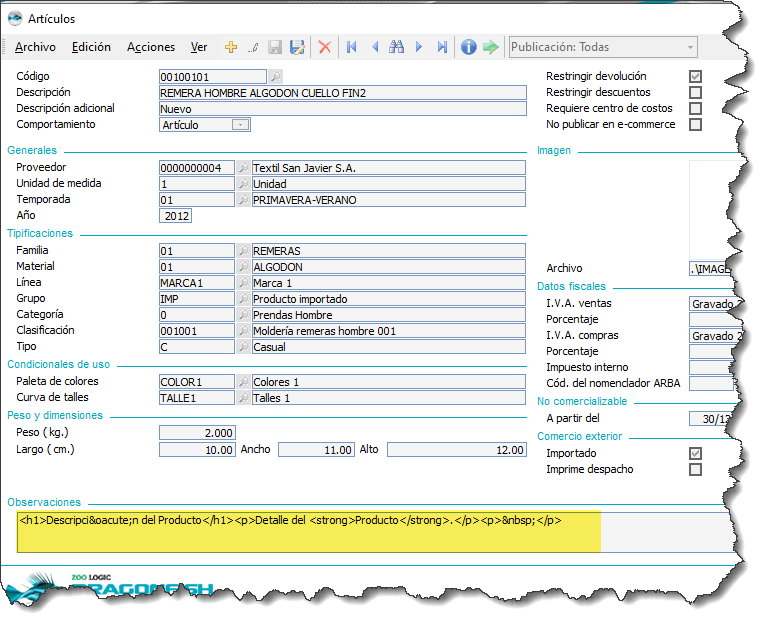 Artículos
Archivo Edición Acciones Ver Publicación: Todas
Código 00100101 Restringir devolución
Descripción REMERA HOMBRE ALGODON CUELLO FIN2 Restringir descuentos
Descripción adicional Nuevo Requiere centro de costos
Comportamiento Artículo No publicar en e-commerce
Generales Imagen
Proveedor 0000000004 Textil San Javier S.A.
Unidad de medida 1 Unidad
Temporada 01 PRIMAVERA-VERANO
Año 2012
Tipificaciones
Familia 01 REMERAS
Material 01 ALGODON Archivo .\IMAG
Línea MARCA1 Marca 1 Datos fiscales
Grupo IMP Producto importado I.V.A. ventas Gravado
Categoría 0 Prendas Hombre Porcentaje
Clasificación 001001 Moldería remeras hombre 001 I.V.A. compras Gravado 2
Tipo C Casual Porcentaje
Condicionales de uso Impuesto interno
Paleta de colores COLOR1 Colores 1 Cód. del nomenclador ARBA
Curva de talles TALLE1 Talles 1 No comercializable
Peso y dimensiones A partir del 30/12
Peso ( kg.) 2.000 Comercio exterior
Largo ( cm.) 10.00 Ancho 11.00 Alto 12.00 Importado
Imprime despacho
Observaciones
<h1>Descripci&oacute;n del Producto</h1><p>Detalle del <strong>Producto</strong>.</p><p>&nbsp;</p>
ZOO LOGIC
DRAGONFISH